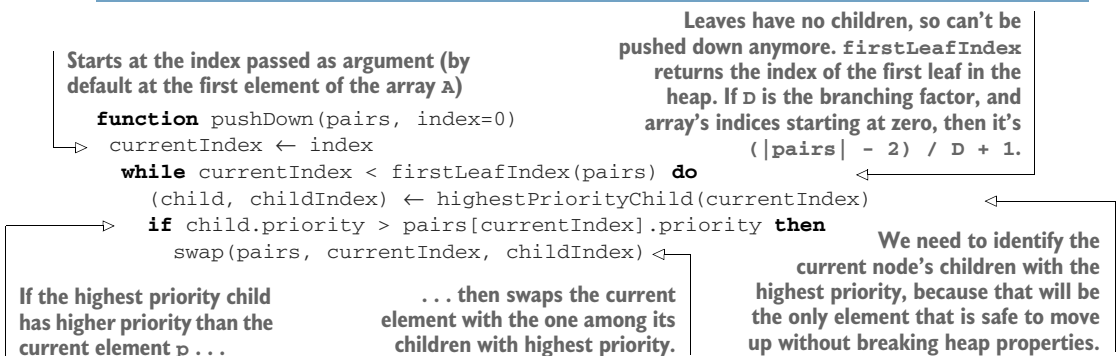 Leaves have no children, so can't be
pushed down anymore. firstLeafIndex
returns the index of the first leaf in the
heap. If D is the branching factor, and
array's indices starting at zero, then it's
(|pairs| - 2) / D + 1.
Starts at the index passed as argument (by
default at the first element of the array A)
function pushDown(pairs, index=0)
currentIndex ← index
while currentIndex < firstLeafIndex(pairs) do
(child, childIndex) ← highestPriorityChild(currentIndex)
if child.priority > pairs[currentIndex].priority then
swap(pairs, currentIndex, childIndex)
If the highest priority child
has higher priority than the
current element p . . .
. . . then swaps the current
element with the one among its
children with highest priority.
We need to identify the
current node's children with the
highest priority, because that will be
the only element that is safe to move
up without breaking heap properties.